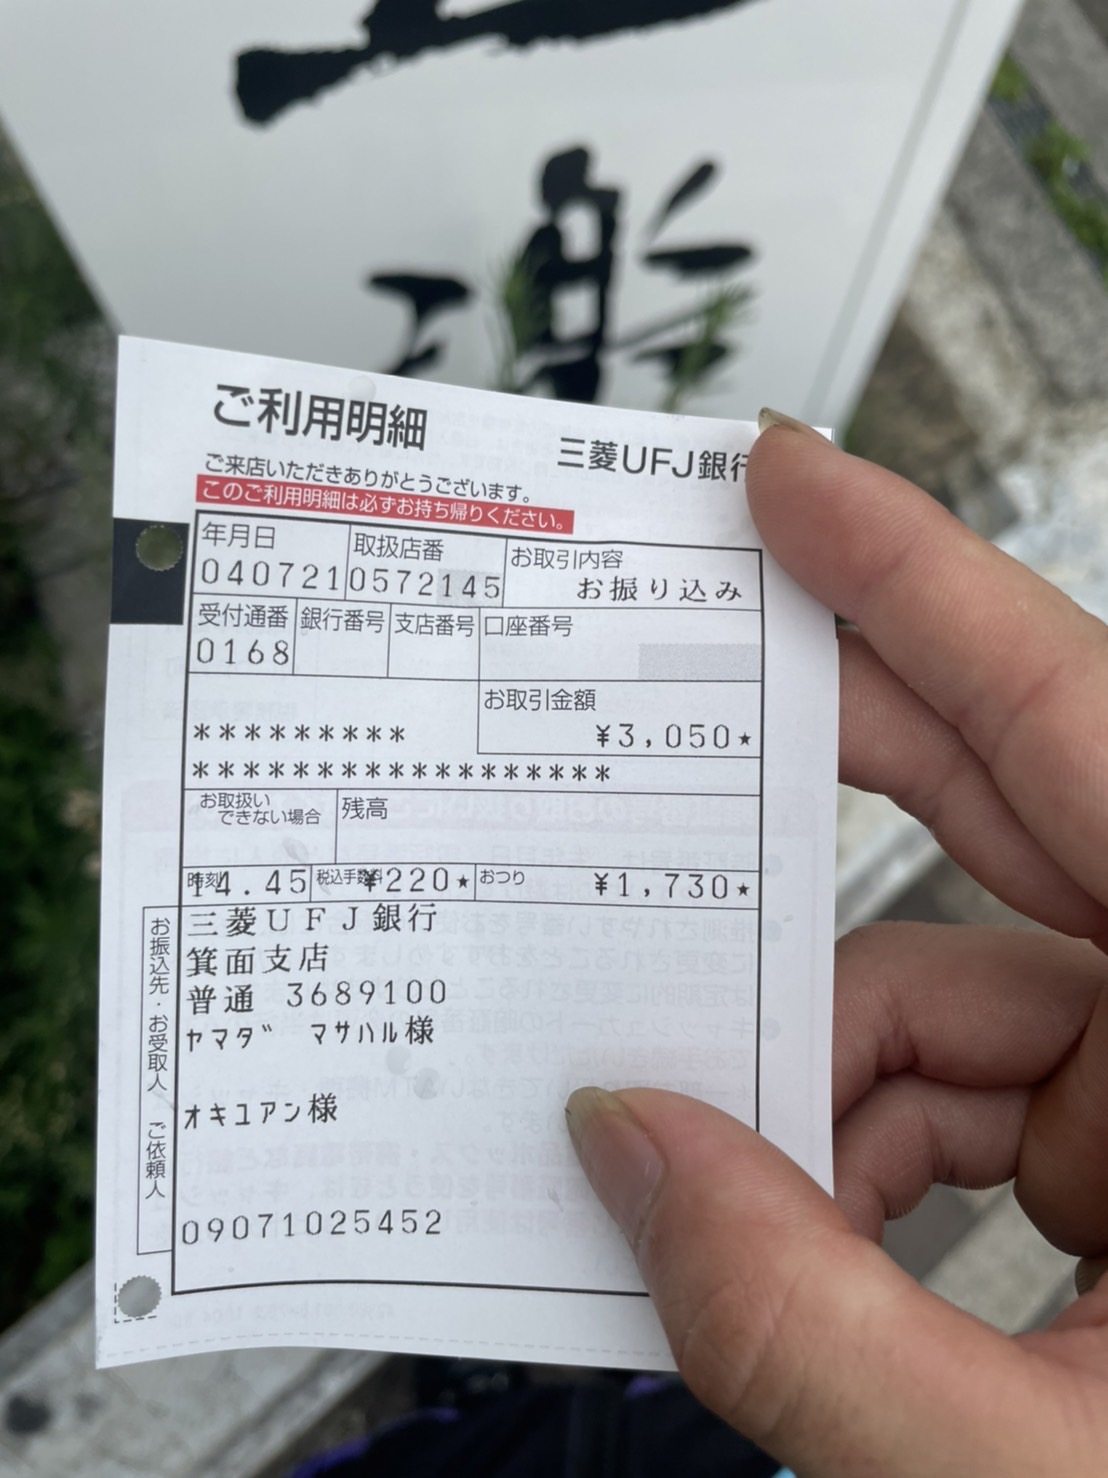 ご利用明細
三菱UFJ銀行
ご来店いただきありがとうございます。
このご利用明細は必ずお持ち帰りください。
年月日 取扱店番 お取引内容
040721 0572145 お振り込み
受付通番 銀行番号 支店番号 口座番号
0168
お取引金額
********* ¥3,050★
*****************
お取扱いできない場合 残高
時刻 14.45 税込手数料 ¥220★ おつり ¥1,730★
お振込先・お受取人 ご依頼人
三菱UFJ銀行
箕面支店
普通 3689100
ヤマダ マサハル様
オキユアン様
09071025452